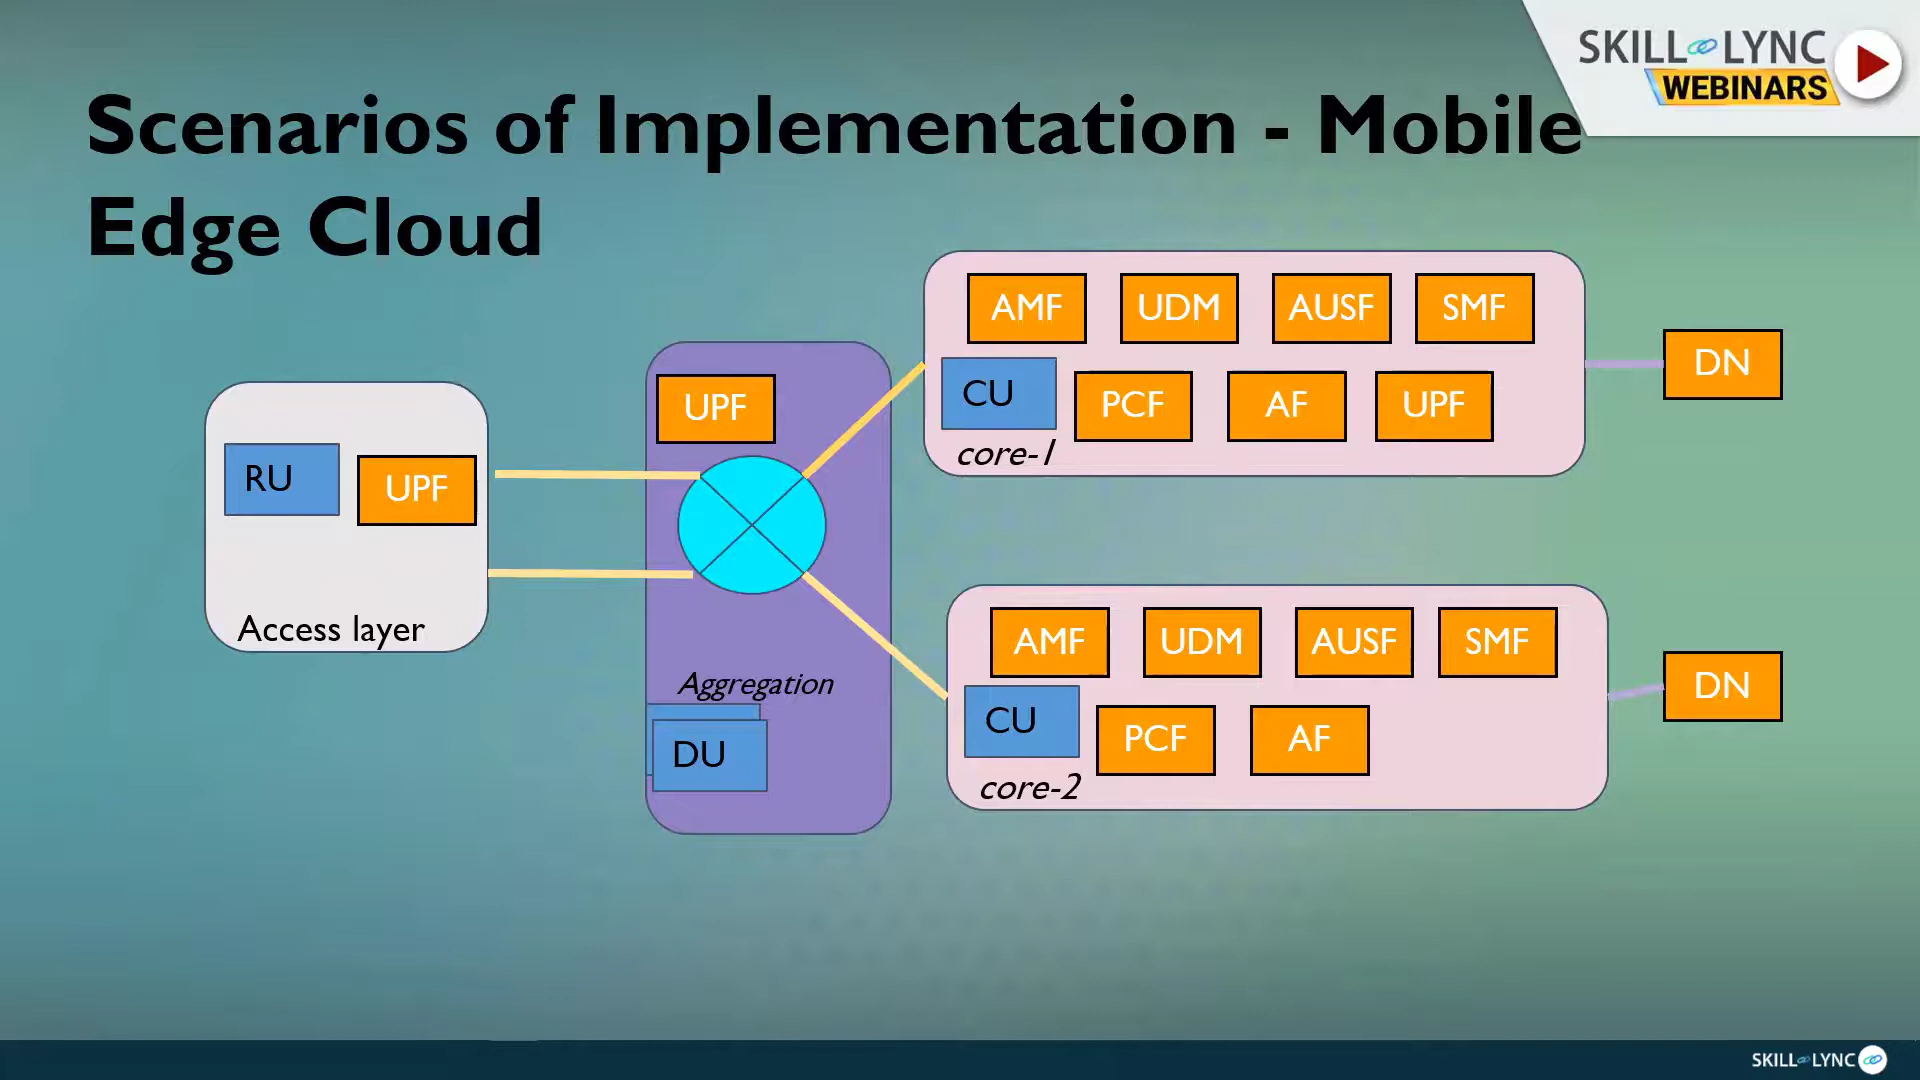 SKILL LYNC
WEBINARS
Scenarios of Implementation - Mobile
Edge Cloud
AMF UDM AUSF SMF
CU PCF AF UPF
core-1
DN
UPF
RU UPF
Access layer
Aggregation
DU
AMF UDM AUSF SMF
CU PCF AF
core-2
DN
SKILL LYNC